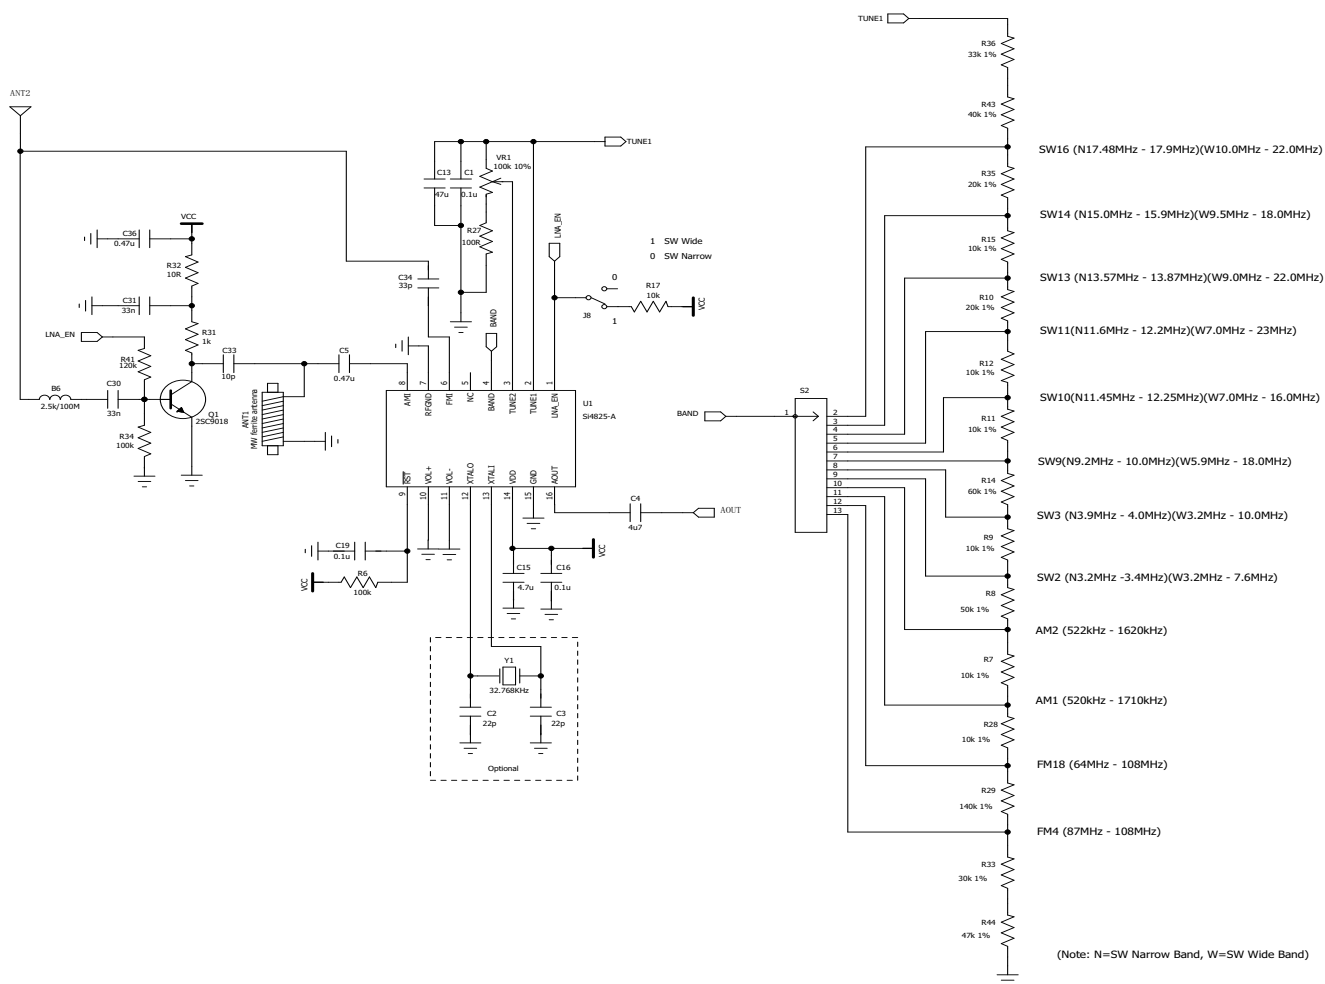 TUNE1
R36
33k 1%
R43
40k 1%
SW16 (N17.48MHz - 17.9MHz)(W10.0MHz - 22.0MHz)
R35
20k 1%
SW14 (N15.0MHz - 15.9MHz)(W9.5MHz - 18.0MHz)
R15
10k 1%
SW13 (N13.57MHz - 13.87MHz)(W9.0MHz - 22.0MHz)
R10
20k 1%
SW11(N11.6MHz - 12.2MHz)(W7.0MHz - 23MHz)
R12
10k 1%
SW10(N11.45MHz - 12.25MHz)(W7.0MHz - 16.0MHz)
R11
10k 1%
SW9(N9.2MHz - 10.0MHz)(W5.9MHz - 18.0MHz)
R14
60k 1%
SW3 (N3.9MHz - 4.0MHz)(W3.2MHz - 10.0MHz)
R9
10k 1%
SW2 (N3.2MHz -3.4MHz)(W3.2MHz - 7.6MHz)
R8
50k 1%
AM2 (522kHz - 1620kHz)
R7
10k 1%
AM1 (520kHz - 1710kHz)
R28
10k 1%
FM18 (64MHz - 108MHz)
R29
140k 1%
FM4 (87MHz - 108MHz)
R33
30k 1%
R44
47k 1%
(Note: N=SW Narrow Band, W=SW Wide Band)
S2
BAND
1
2
3
4
5
6
7
8
9
10
11
12
13
ANT2
TUNE1
VR1
100k 10%
C13
47u
C1
0.1u
R27
100R
LNA_EN
1 SW Wide
0 SW Narrow
0
1
J8
R17
10k
VCC
VCC
C36
0.47u
R32
10R
C31
33n
R31
1k
LNA_EN
R41
120k
C33
10p
C5
0.47u
C34
33p
BAND
B6
2.5k/100M
C30
33n
Q1
2SC9018
R34
100k
ANT1
MW ferrite antenna
8
7
6
5
4
3
2
1
AMI
RFGND
FMI
NC
BAND
TUNE2
TUNE1
LNA_EN
U1
Si4825-A
RST
VOL+
VOL-
XTALO
XTALI
VDD
GND
AOUT
9
10
11
12
13
14
15
16
C4
4u7
AOUT
C19
0.1u
VCC
R6
100k
VCC
C15
4.7u
C16
0.1u
Y1
32.768KHz
C2
22p
C3
22p
Optional